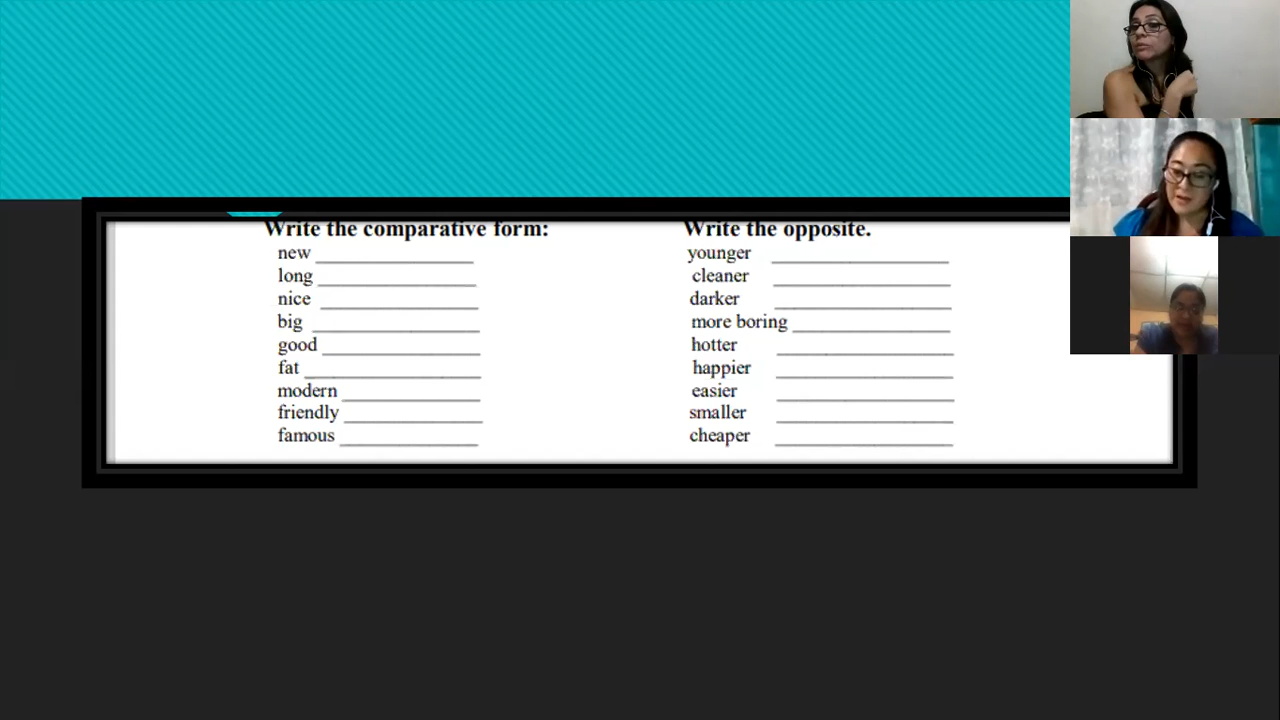 Write the comparative form:
new
long
nice
big
good
fat
modern
friendly
famous
Write the opposite.
younger
cleaner
darker
more boring
hotter
happier
easier
smaller
cheaper